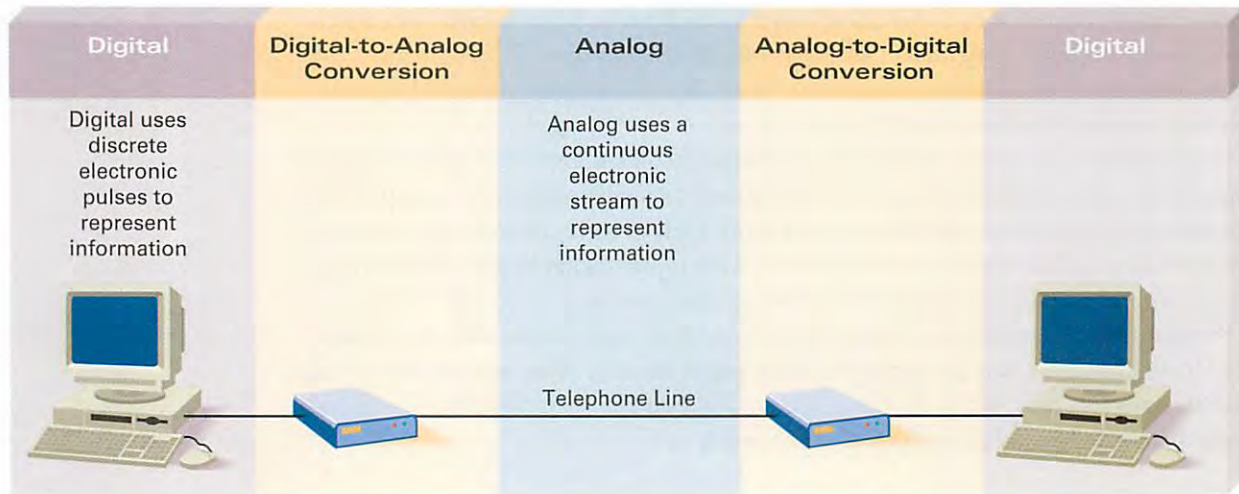 Digital
Digital-to-Analog
Conversion
Analog
Analog-to-Digital
Conversion
Digital
Digital uses
discrete
electronic
pulses to
represent
information
Analog uses a
continuous
electronic
stream to
represent
information
Telephone Line